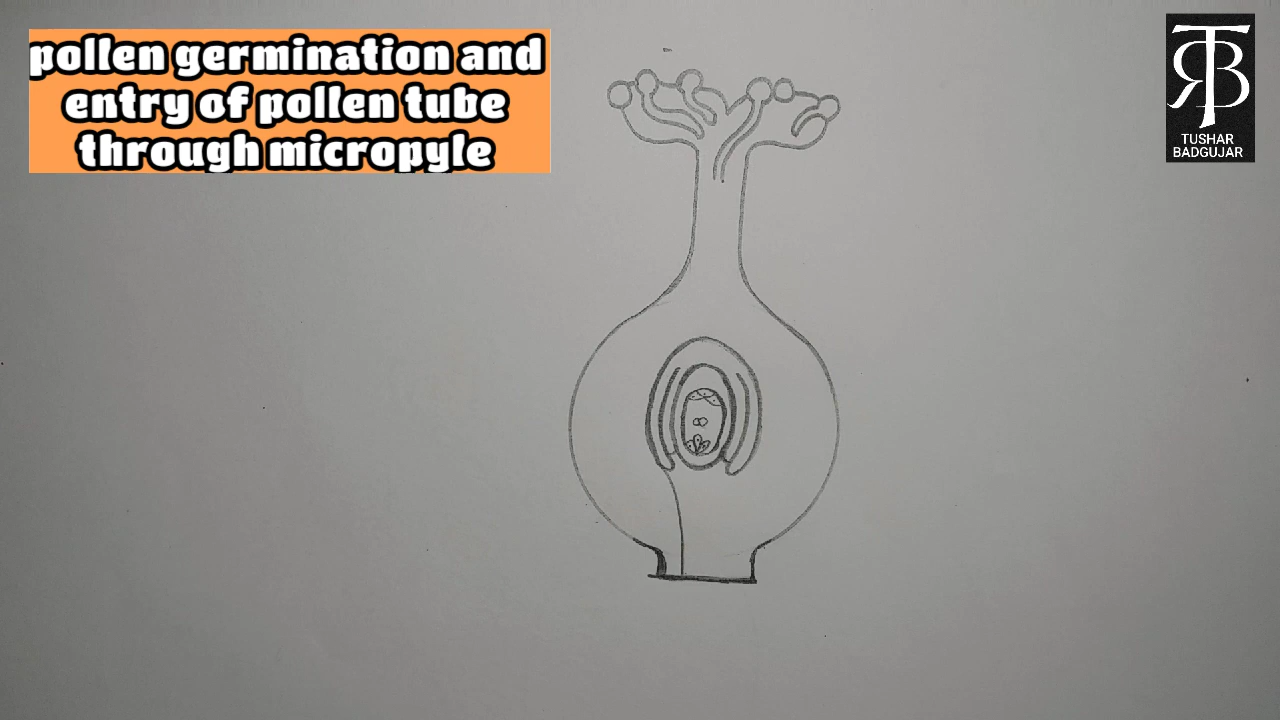 pollen germination and
entry of pollen tube
through micropyle
TUSHAR
BADGUJAR